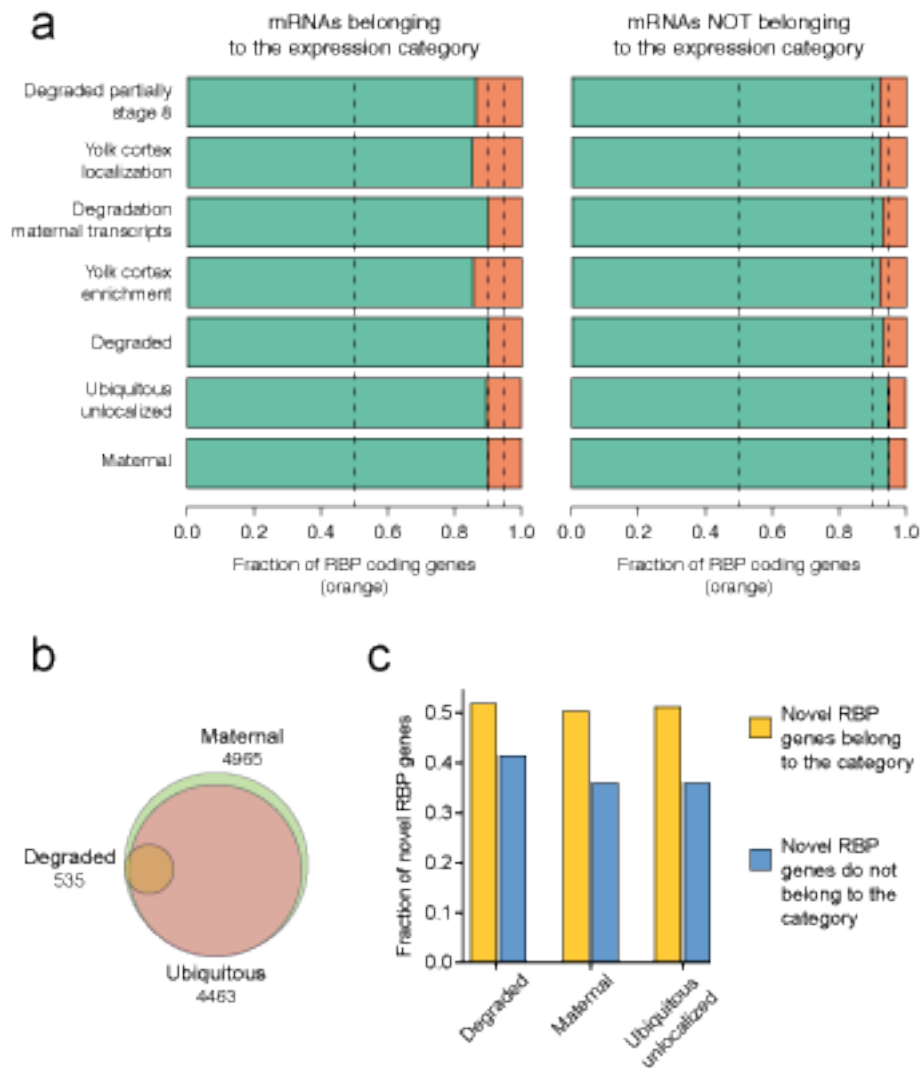 a
mRNAs belonging
to the expression category
mRNAs NOT belonging
to the expression category
Degraded partially
stage 8
Yolk cortex
localization
Degradation
maternal transcripts
Yolk cortex
enrichment
Degraded
Ubiquitous
unlocalized
Maternal
0.0 0.2 0.4 0.6 0.8 1.0
0.0 0.2 0.4 0.6 0.8 1.0
Fraction of RBP coding genes
(orange)
Fraction of RBP coding genes
(orange)
b
Maternal
4965
Degraded
535
Ubiquitous
4463
c
Fraction of novel RBP genes
0.5
0.4
0.3
0.2
0.1
0.0
Degraded
Maternal
Ubiquitous
unlocalized
Novel RBP
genes belong
to the category
Novel RBP
genes do not
belong to the
category